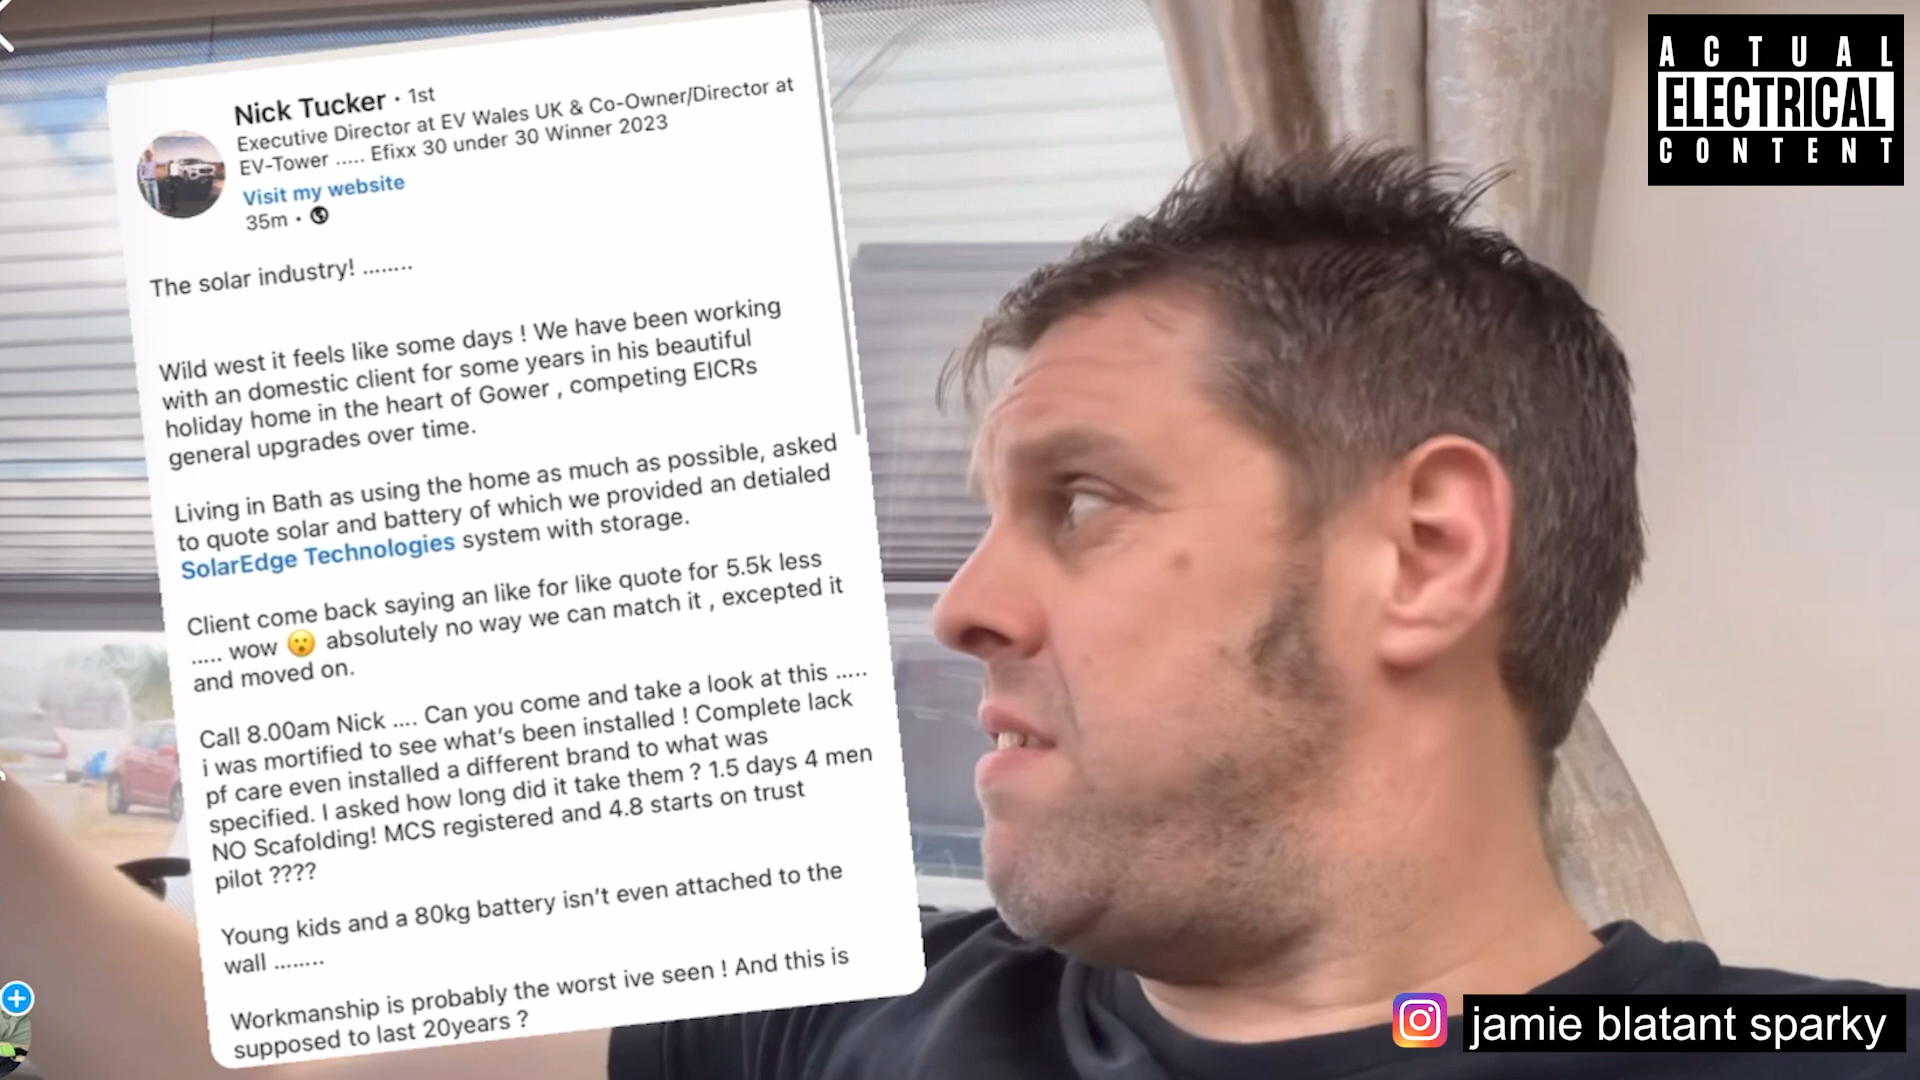 Nick Tucker · 1st
Executive Director at EV Wales UK & Co-Owner/Director at
EV-Tower ..... Efixx 30 under 30 Winner 2023
Visit my website
35m ·
The solar industry! ........
Wild west it feels like some days ! We have been working
with an domestic client for some years in his beautiful
holiday home in the heart of Gower , competing EICRs
general upgrades over time.
Living in Bath as using the home as much as possible, asked
to quote solar and battery of which we provided an detialed
SolarEdge Technologies system with storage.
Client come back saying an like for like quote for 5.5k less
..... wow 😮 absolutely no way we can match it , excepted it
and moved on.
Call 8.00am Nick .... Can you come and take a look at this .....
i was mortified to see what's been installed ! Complete lack
pf care even installed a different brand to what was
specified. I asked how long did it take them ? 1.5 days 4 men
NO Scafolding! MCS registered and 4.8 starts on trust
pilot ????
Young kids and a 80kg battery isn't even attached to the
wall ........
Workmanship is probably the worst ive seen ! And this is
supposed to last 20years ?
ACTUAL
ELECTRICAL
CONTENT
jamie blatant sparky